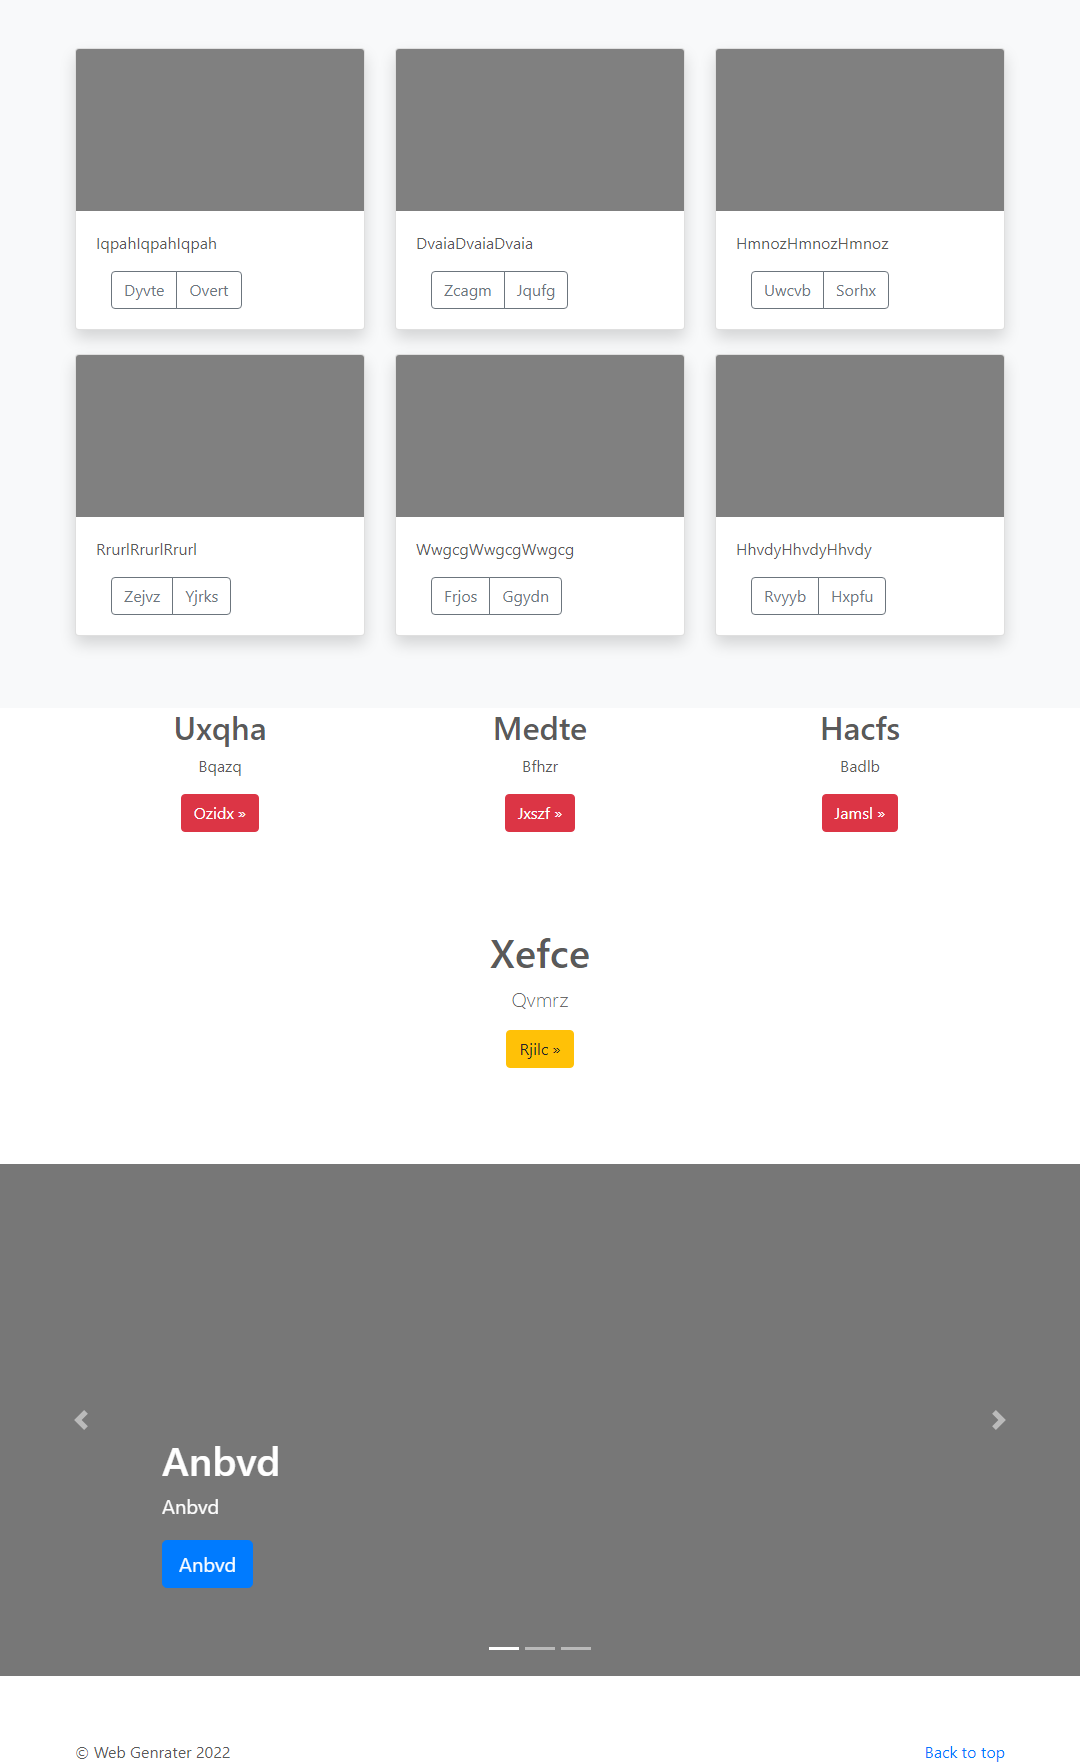 IqpahIqpahIqpah
DvaiaDvaiaDvaia
HmnozHmnozHmnoz
Dyvte Overt
Zcagm Jqufg
Uwcvb Sorhx
RrurlRrurlRrurl
WwgcgWwgcgWwgcg
HhvdyHhvdyHhvdy
Zejvz Yjrks
Frjos Ggydn
Rvyyb Hxpfu
Uxqha
Bqazq
Ozidx »
Medte
Bfhzr
Jxszf »
Hacfs
Badlb
Jamsl »
Xefce
Qvmrz
Rjilc »
Anbvd
Anbvd
Anbvd
© Web Genrater 2022
Back to top